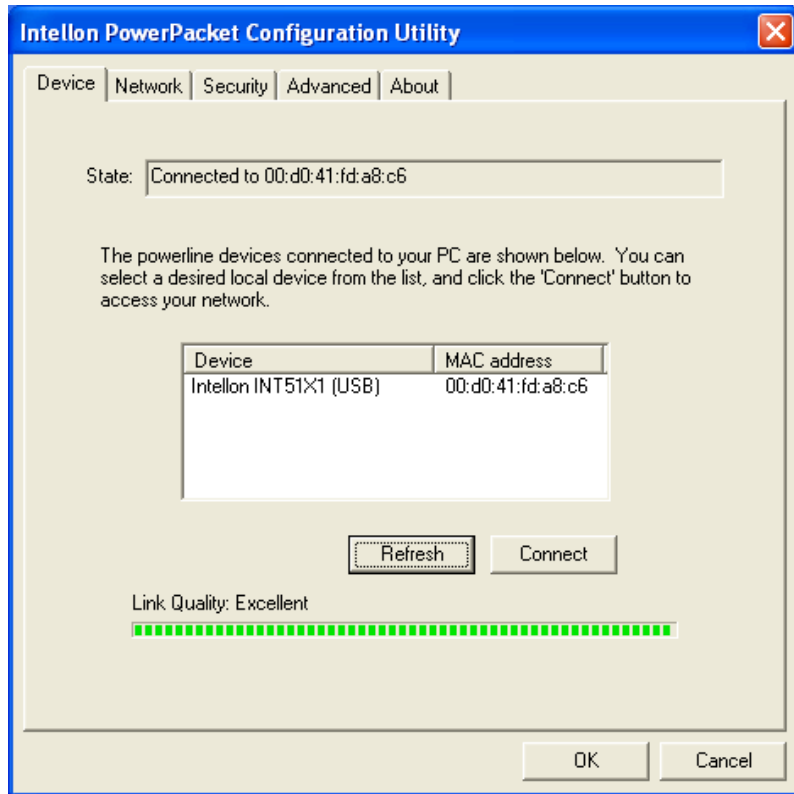 Intellon PowerPacket Configuration Utility
Device Network Security Advanced About
State: Connected to 00:d0:41:fd:a8:c6
The powerline devices connected to your PC are shown below. You can
select a desired local device from the list, and click the 'Connect' button to
access your network.
Device MAC address
Intellon INT51X1 (USB) 00:d0:41:fd:a8:c6
Refresh Connect
Link Quality: Excellent
OK Cancel